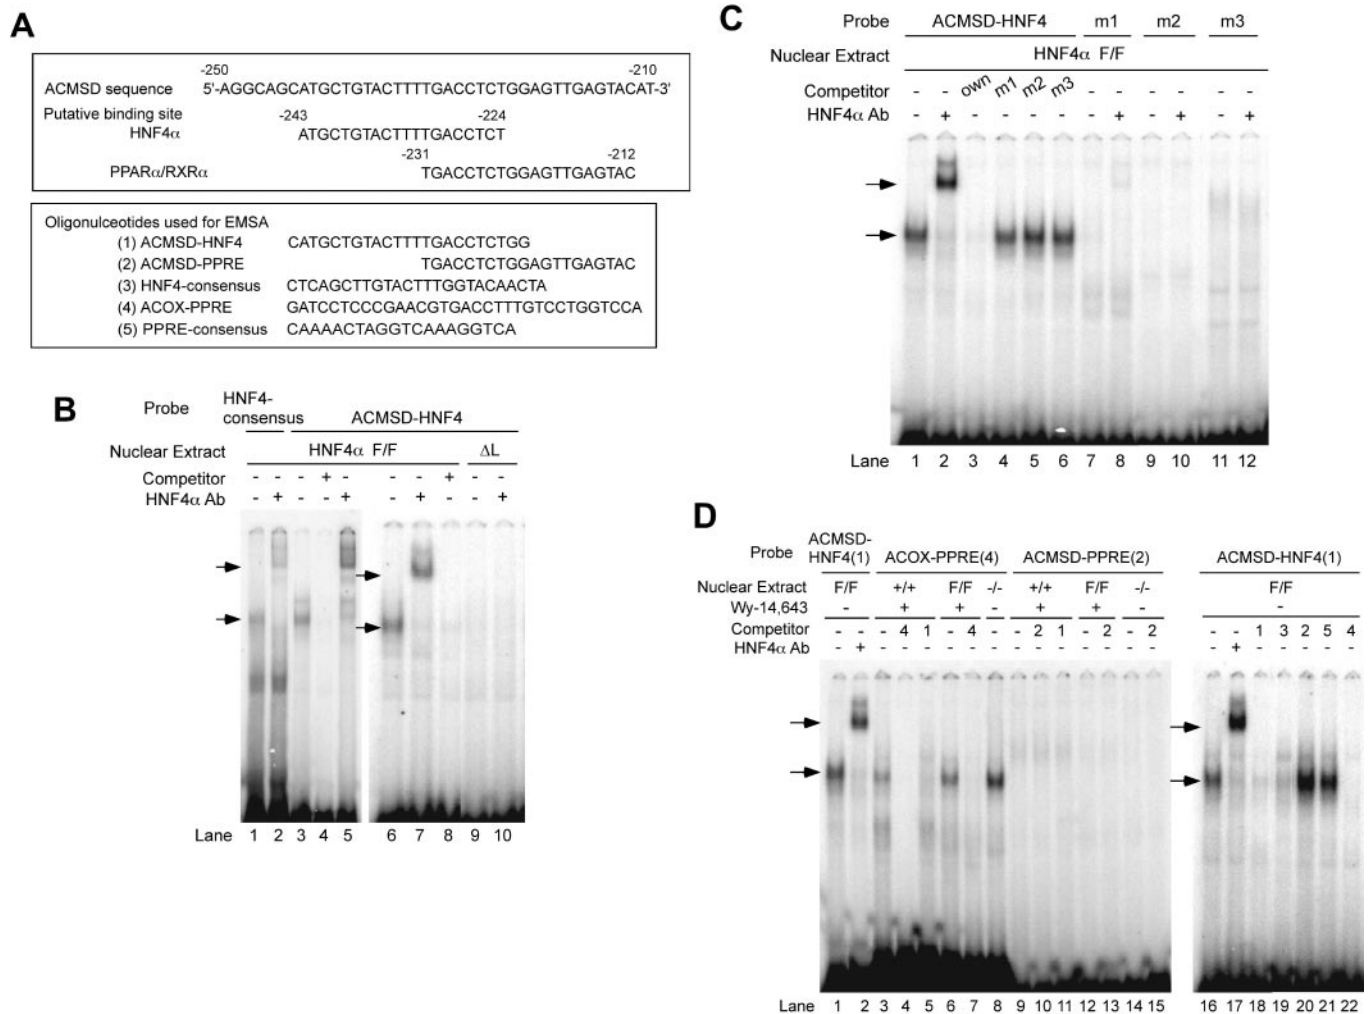 A
-250 -210
ACMSD sequence 5'-AGGCAGCATGCTGTACTTTTGACCTCTGGAGTTGAGTACAT-3'
Putative binding site -243 -224
HNF4α ATGCTGTACTTTTGACCTCT
-231 -212
PPARα/RXRα TGACCTCTGGAGTTGAGTAC
Oligonulceotides used for EMSA
(1) ACMSD-HNF4 CATGCTGTACTTTTGACCTCTGG
(2) ACMSD-PPRE TGACCTCTGGAGTTGAGTAC
(3) HNF4-consensus CTCAGCTTGTACTTTGGTACAACTA
(4) ACOX-PPRE GATCCTCCCGAACGTGACCTTTGTCCTGGTCCA
(5) PPRE-consensus CAAAACTAGGTCAAAGGTCA
B
Probe HNF4-consensus ACMSD-HNF4
Nuclear Extract HNF4α F/F ΔL
Competitor - - - + - - - + - -
HNF4α Ab - + - - + - + - - +
Lane 1 2 3 4 5 6 7 8 9 10
C
Probe ACMSD-HNF4 m1 m2 m3
Nuclear Extract HNF4α F/F
Competitor - - own m1 m2 m3 - - - - - -
HNF4α Ab - + - - - - - + - + - +
Lane 1 2 3 4 5 6 7 8 9 10 11 12
D
Probe ACMSD-HNF4(1) ACOX-PPRE(4) ACMSD-PPRE(2) ACMSD-HNF4(1)
Nuclear Extract F/F +/+ F/F -/- +/+ F/F -/- F/F
Wy-14,643 - + + - + + - -
Competitor - - - 4 1 - 4 - - 2 1 - 2 - 2 - - 1 3 2 5 4
HNF4α Ab - + - - - - - - - - - - - - - - + - - - - -
Lane 1 2 3 4 5 6 7 8 9 10 11 12 13 14 15 16 17 18 19 20 21 22